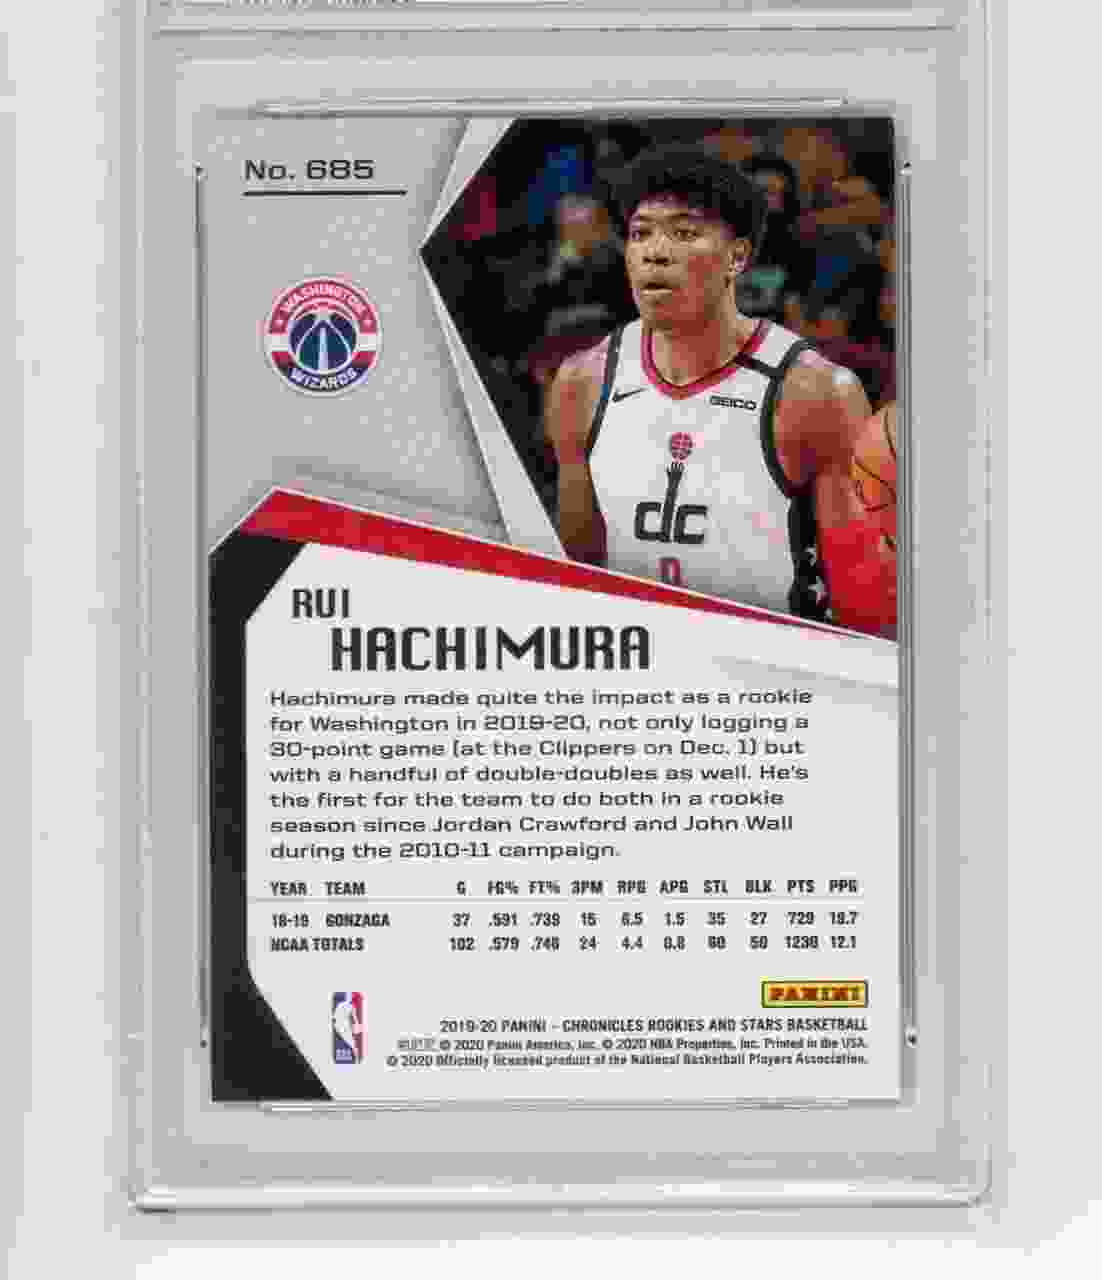 No. 685
WASHINGTON
WIZARDS
GEICO
dc
RUI
HACHIMURA
Hachimura made quite the impact as a rookie
for Washington in 2019-20, not only logging a
30-point game (at the Clippers on Dec. 1) but
with a handful of double-doubles as well. He's
the first for the team to do both in a rookie
season since Jordan Crawford and John Wall
during the 2010-11 campaign.
YEAR TEAM G FG% FT% 3PM RPG APG STL BLK PTS PPG
18-19 GONZAGA 37 .591 .739 15 6.5 1.5 35 27 729 19.7
NCAA TOTALS 102 .579 .746 24 4.4 0.8 60 50 1230 12.1
PANINI
2019-20 PANINI - CHRONICLES ROOKIES AND STARS BASKETBALL
© 2020 Panini America, Inc. © 2020 NBA Properties, Inc. Printed in the USA.
© 2020 Officially licensed product of the National Basketball Players Association.